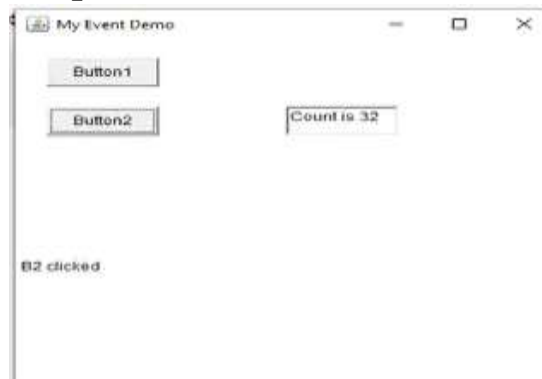 My Event Demo
Button1
Button2
Count is 32
B2 clicked